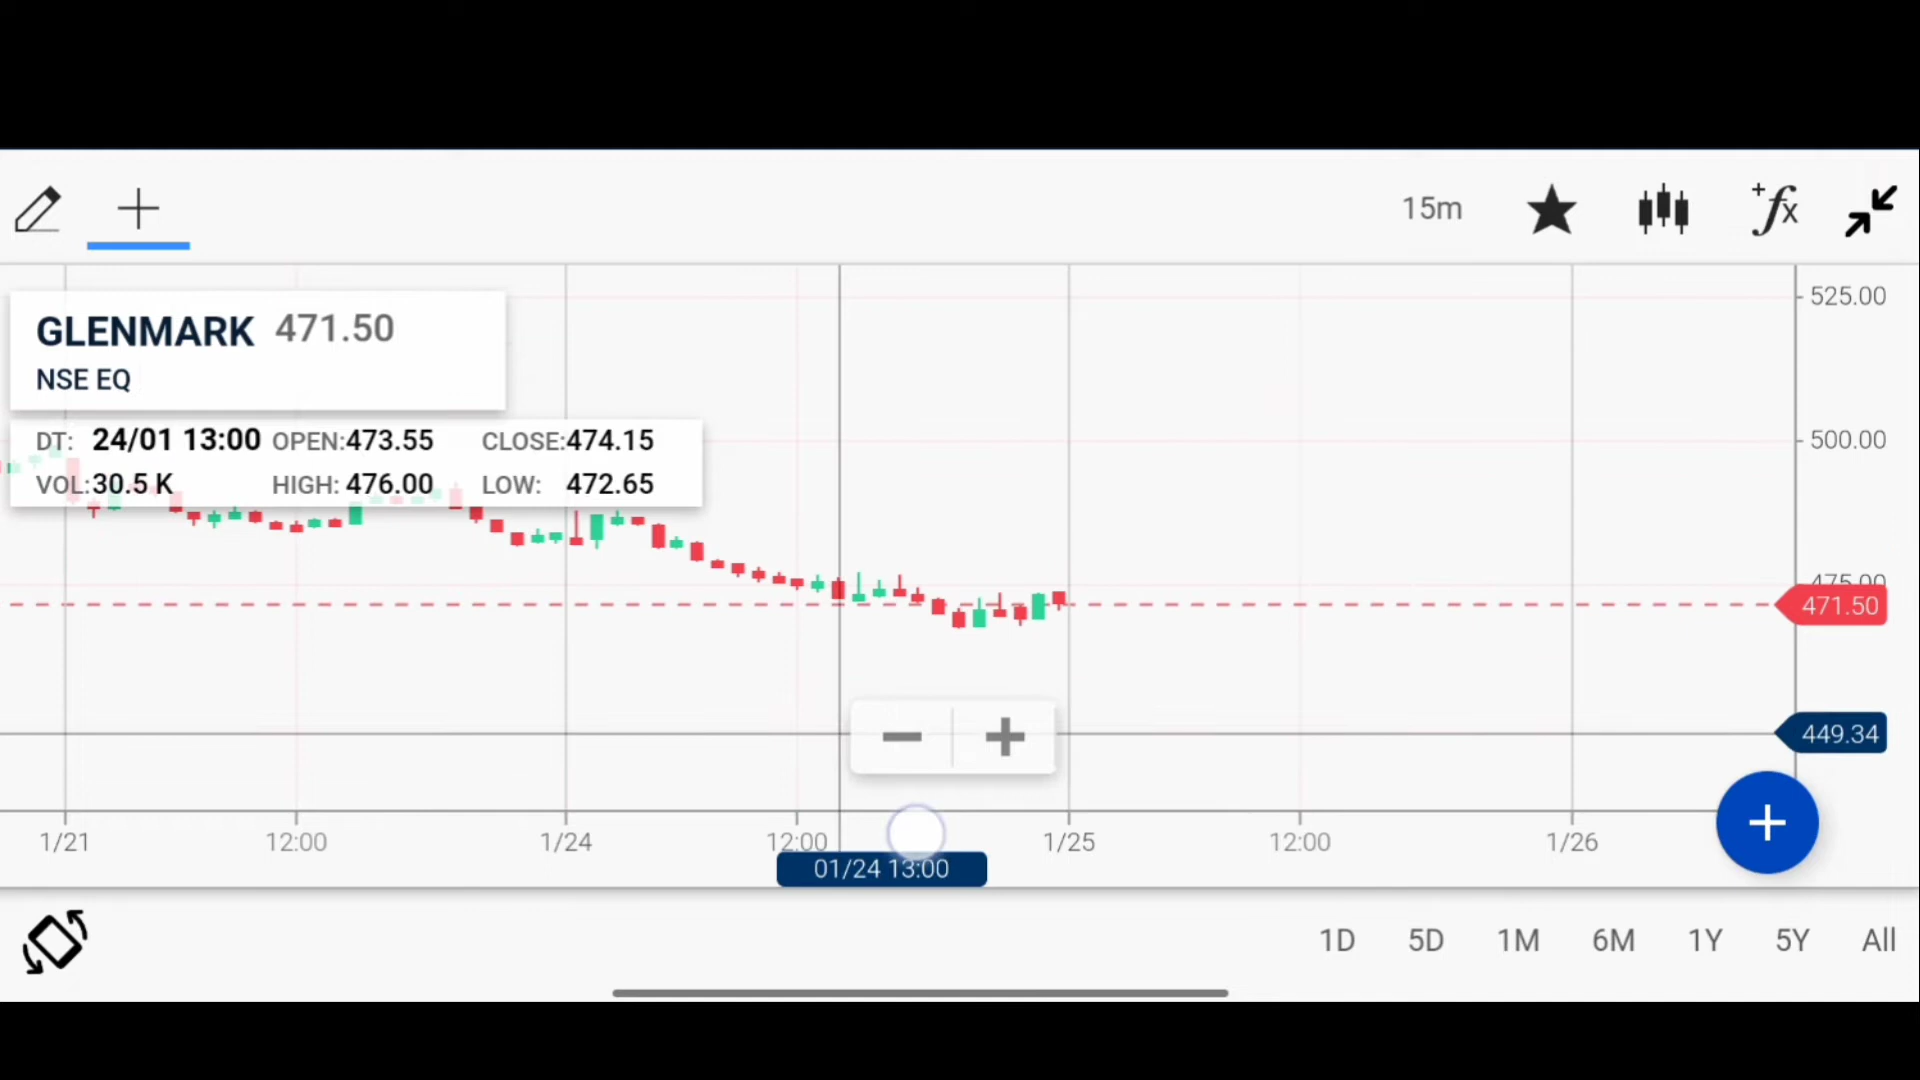 15m
fx
GLENMARK 471.50
NSE EQ
DT: 24/01 13:00 OPEN:473.55 CLOSE:474.15
VOL:30.5 K HIGH: 476.00 LOW: 472.65
525.00
500.00
475.00
471.50
449.34
1/21 12:00 1/24 12:00 1/25 12:00 1/26
01/24 13:00
1D 5D 1M 6M 1Y 5Y All